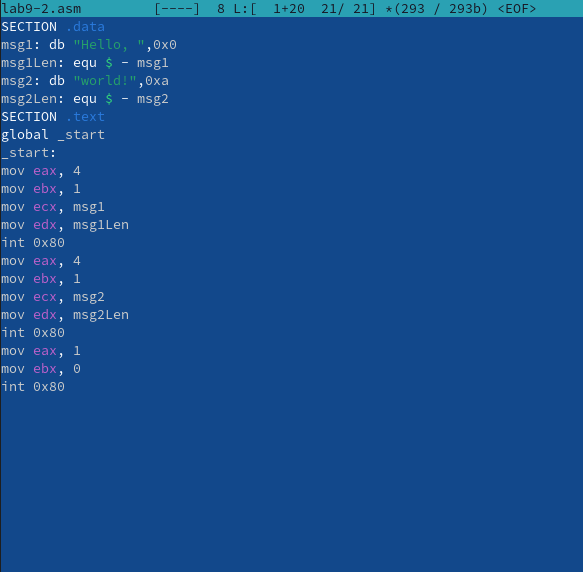 lab9-2.asm [----] 8 L:[ 1+20 21/ 21] *(293 / 293b) <EOF>
SECTION .data
msg1: db "Hello, ",0x0
msg1Len: equ $ - msg1
msg2: db "world!",0xa
msg2Len: equ $ - msg2
SECTION .text
global _start
_start:
mov eax, 4
mov ebx, 1
mov ecx, msg1
mov edx, msg1Len
int 0x80
mov eax, 4
mov ebx, 1
mov ecx, msg2
mov edx, msg2Len
int 0x80
mov eax, 1
mov ebx, 0
int 0x80